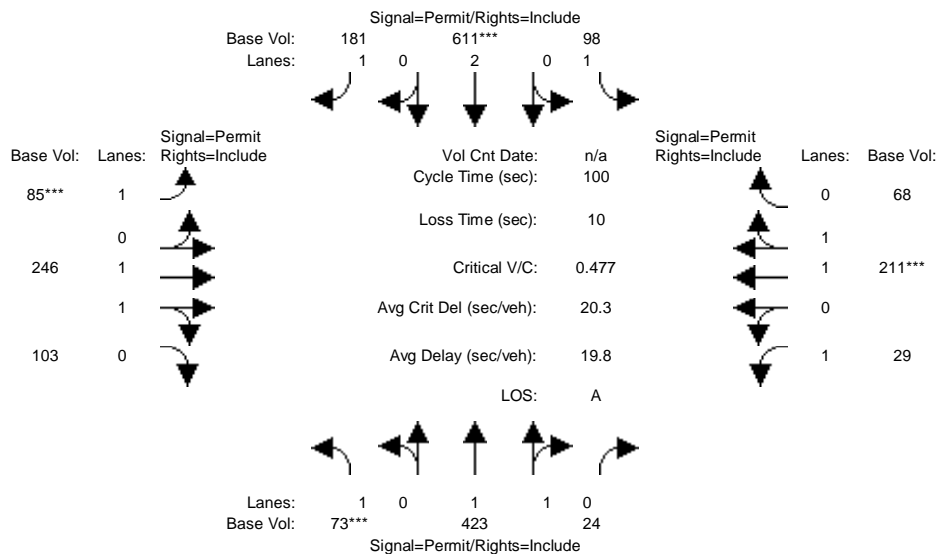 Signal=Permit/Rights=Include
Base Vol: 181 611*** 98
Lanes: 1 0 2 0 1
Signal=Permit
Base Vol: Lanes: Rights=Include
Vol Cnt Date: n/a
Signal=Permit
Rights=Include Lanes: Base Vol:
Cycle Time (sec): 100
85*** 1
0 68
Loss Time (sec): 10
0
1
246 1
Critical V/C: 0.477
1 211***
1
Avg Crit Del (sec/veh): 20.3
0
103 0
Avg Delay (sec/veh): 19.8
1 29
LOS: A
Lanes: 1 0 1 1 0
Base Vol: 73*** 423 24
Signal=Permit/Rights=Include